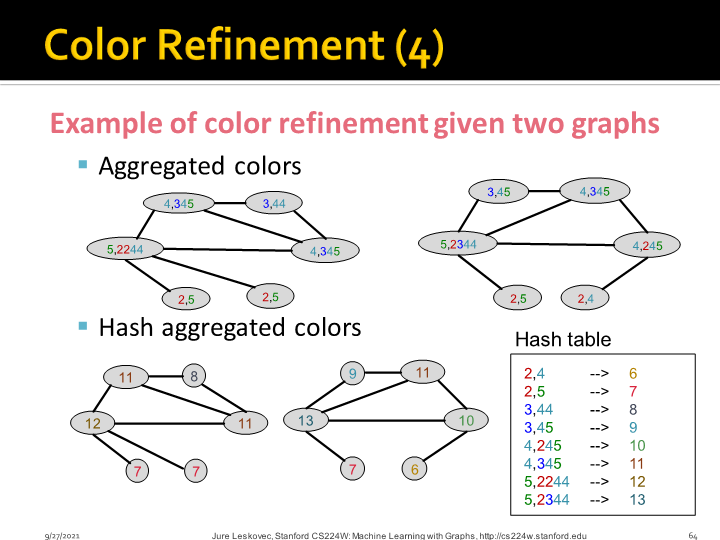 Color Refinement (4)
Example of color refinement given two graphs
Aggregated colors
4,345 3,44
5,2244 4,345
2,5 2,5
3,45 4,345
5,2344 4,245
2,5 2,4
Hash aggregated colors
11 8
12 11
7 7
9 11
13 10
7 6
Hash table
2,4 --> 6
2,5 --> 7
3,44 --> 8
3,45 --> 9
4,245 --> 10
4,345 --> 11
5,2244 --> 12
5,2344 --> 13
9/27/2021 Jure Leskovec, Stanford CS224W: Machine Learning with Graphs, http://cs224w.stanford.edu 64